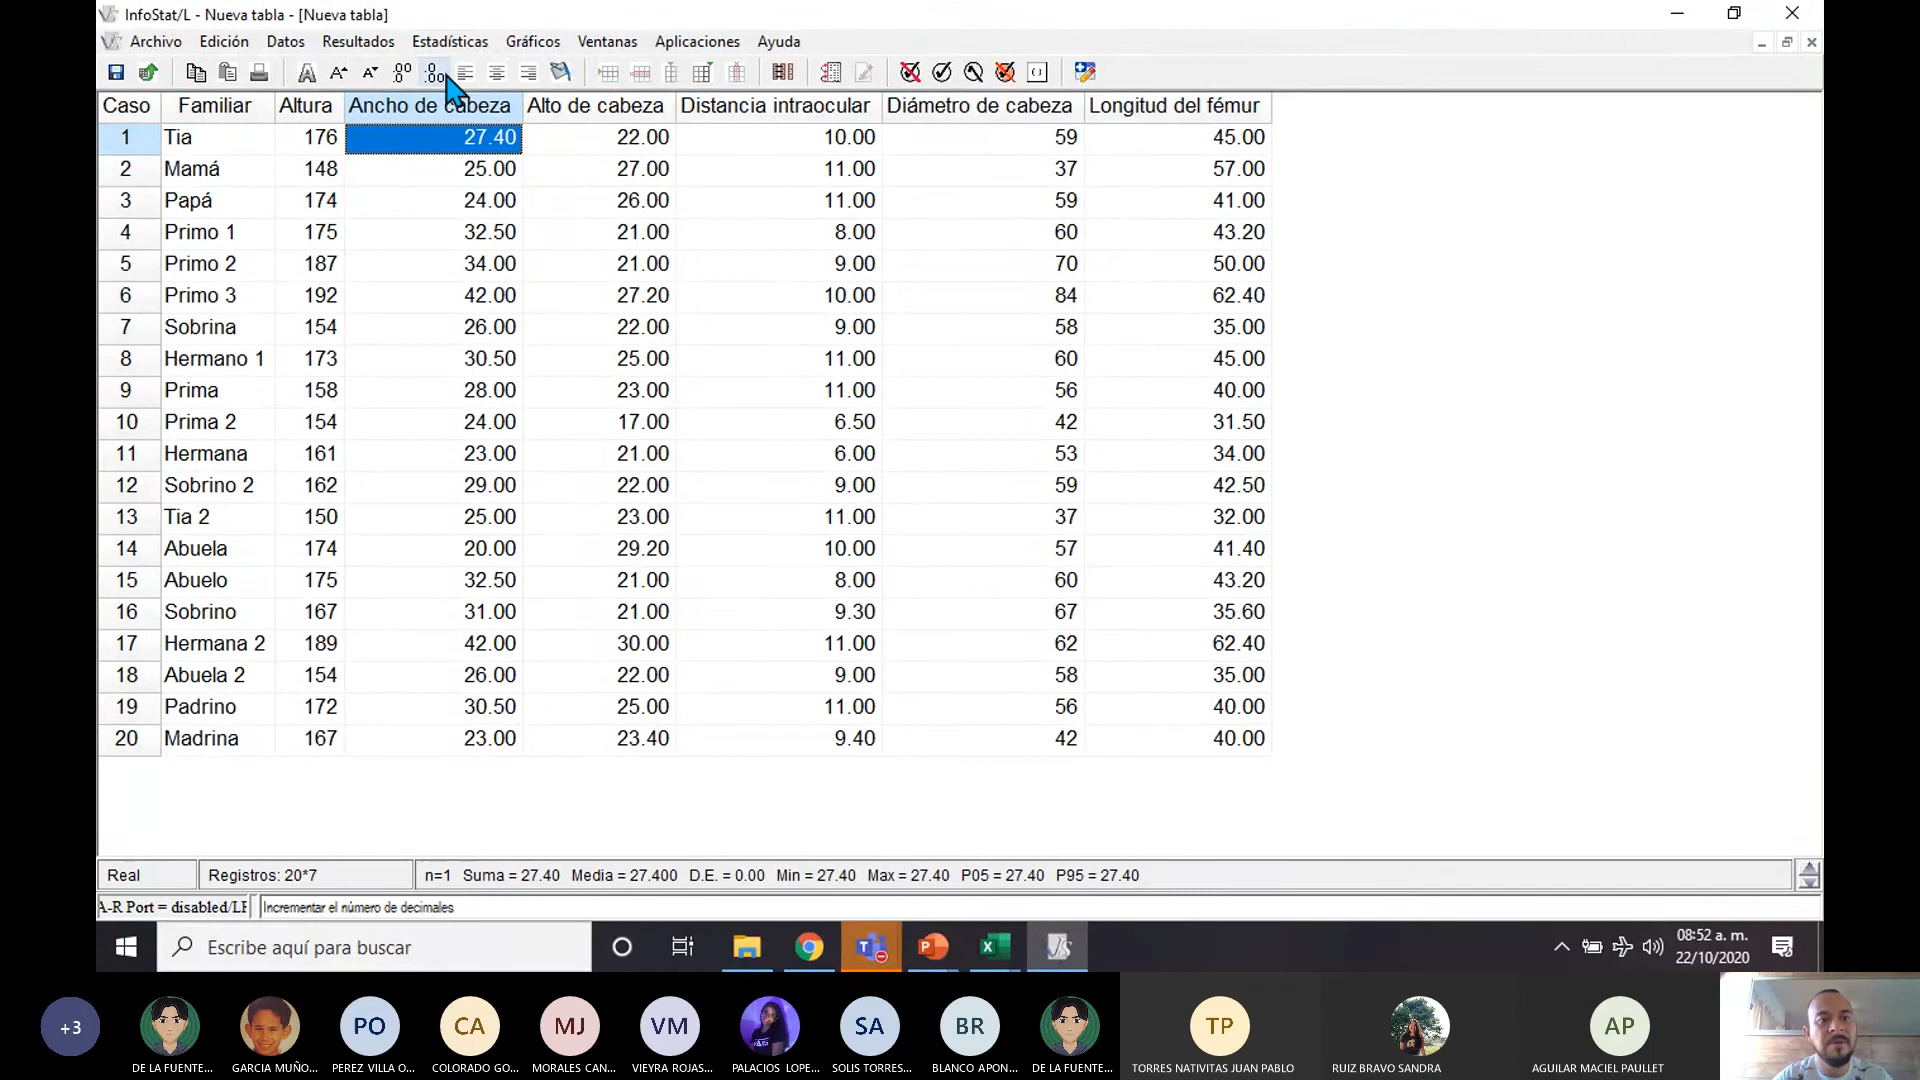 InfoStat/L - Nueva tabla - [Nueva tabla]
Archivo Edición Datos Resultados Estadísticas Gráficos Ventanas Aplicaciones Ayuda
Caso Familiar Altura Ancho de cabeza Alto de cabeza Distancia intraocular Diámetro de cabeza Longitud del fémur
1 Tia 176 27.40 22.00 10.00 59 45.00
2 Mamá 148 25.00 27.00 11.00 37 57.00
3 Papá 174 24.00 26.00 11.00 59 41.00
4 Primo 1 175 32.50 21.00 8.00 60 43.20
5 Primo 2 187 34.00 21.00 9.00 70 50.00
6 Primo 3 192 42.00 27.20 10.00 84 62.40
7 Sobrina 154 26.00 22.00 9.00 58 35.00
8 Hermano 1 173 30.50 25.00 11.00 60 45.00
9 Prima 158 28.00 23.00 11.00 56 40.00
10 Prima 2 154 24.00 17.00 6.50 42 31.50
11 Hermana 161 23.00 21.00 6.00 53 34.00
12 Sobrino 2 162 29.00 22.00 9.00 59 42.50
13 Tia 2 150 25.00 23.00 11.00 37 32.00
14 Abuela 174 20.00 29.20 10.00 57 41.40
15 Abuelo 175 32.50 21.00 8.00 60 43.20
16 Sobrino 167 31.00 21.00 9.30 67 35.60
17 Hermana 2 189 42.00 30.00 11.00 62 62.40
18 Abuela 2 154 26.00 22.00 9.00 58 35.00
19 Padrino 172 30.50 25.00 11.00 56 40.00
20 Madrina 167 23.00 23.40 9.40 42 40.00
Real Registros: 20*7 n=1 Suma = 27.40 Media = 27.400 D.E. = 0.00 Min = 27.40 Max = 27.40 P05 = 27.40 P95 = 27.40
A-R Port = disabled/LF Incrementar el número de decimales
Escribe aquí para buscar
08:52 a. m.
22/10/2020
+3 PO CA MJ VM SA BR TP AP
DE LA FUENTE... GARCIA MUÑO... PEREZ VILLA O... COLORADO GO... MORALES CAN... VIEYRA ROJAS... PALACIOS LOPE... SOLIS TORRES... BLANCO APON... DE LA FUENTE... TORRES NATIVITAS JUAN PABLO RUIZ BRAVO SANDRA AGUILAR MACIEL PAULLET